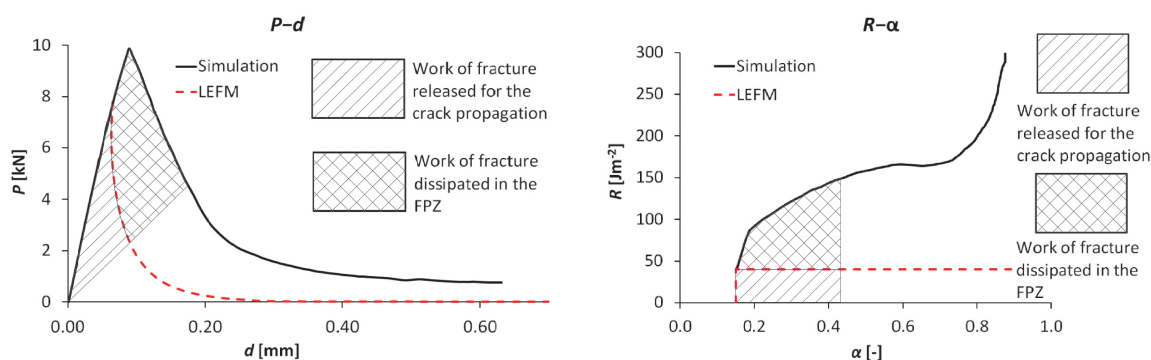 P–d
10
8
6
4
2
0
P [kN]
0.00
0.20
0.40
0.60
d [mm]
Simulation
LEFM
Work of fracture
released for the
crack propagation
Work of fracture
dissipated in the
FPZ
R–α
300
250
200
150
100
50
0
R [Jm-2]
0.0
0.2
0.4
0.6
0.8
1.0
α [-]
Simulation
LEFM
Work of fracture
released for the
crack propagation
Work of fracture
dissipated in the
FPZ